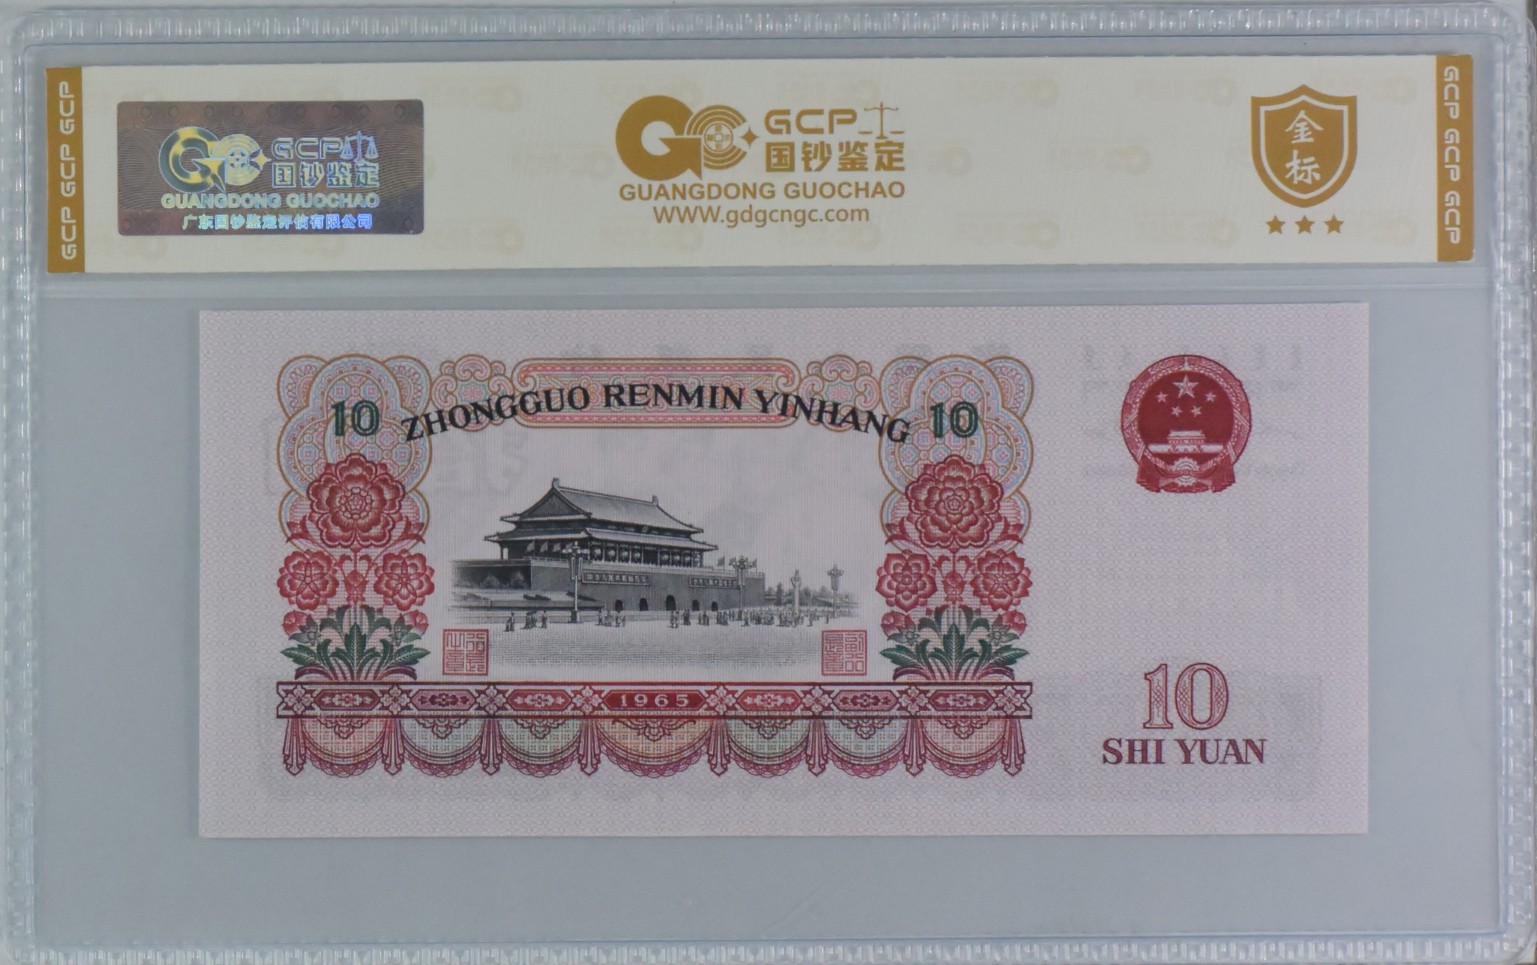 GCP GCP GCP
GCP
国钞鉴定
GUANGDONG GUOCHAO
广东国钞鉴定评估有限公司
GCP
国钞鉴定
GUANGDONG GUOCHAO
WWW.gdgcngc.com
金
标
GCP GCP GCP
10 ZHONGGUO RENMIN YINHANG 10
1965
10
SHI YUAN